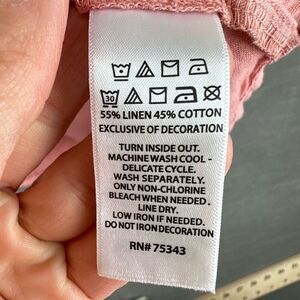 30
55% LINEN 45% COTTON
EXCLUSIVE OF DECORATION
TURN INSIDE OUT.
MACHINE WASH COOL -
DELICATE CYCLE.
WASH SEPARATELY.
ONLY NON-CHLORINE
BLEACH WHEN NEEDED.
LINE DRY.
LOW IRON IF NEEDED.
DO NOT IRON DECORATION
RN# 75343